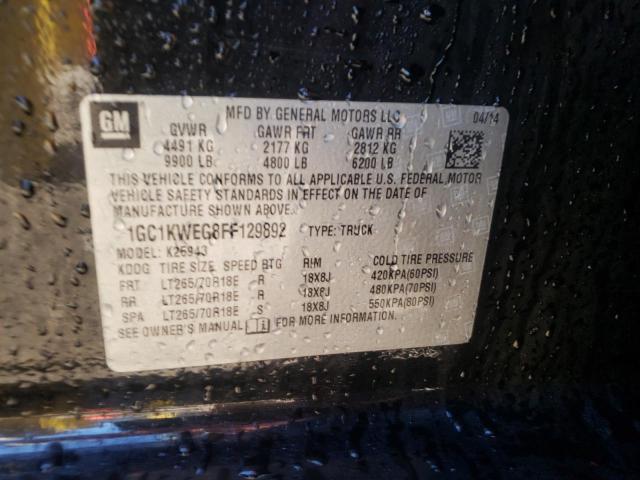 GM
MFD BY GENERAL MOTORS LLC 04/14
GVWR GAWR FRT GAWR RR
4491 KG 2177 KG 2812 KG
9900 LB 4800 LB 6200 LB
THIS VEHICLE CONFORMS TO ALL APPLICABLE U.S. FEDERAL MOTOR
VEHICLE SAFETY STANDARDS IN EFFECT ON THE DATE OF
MANUFACTURE SHOWN ABOVE.
1GC1KWEG8FF129892 TYPE: TRUCK
MODEL: K25943
KDOG TIRE SIZE SPEED RTG RIM COLD TIRE PRESSURE
FRT LT265/70R18E R 18X8J 420KPA(60PSI)
RR LT265/70R18E R 18X8J 480KPA(70PSI)
SPA LT265/70R18E S 18X8J 550KPA(80PSI)
SEE OWNER'S MANUAL FOR MORE INFORMATION.